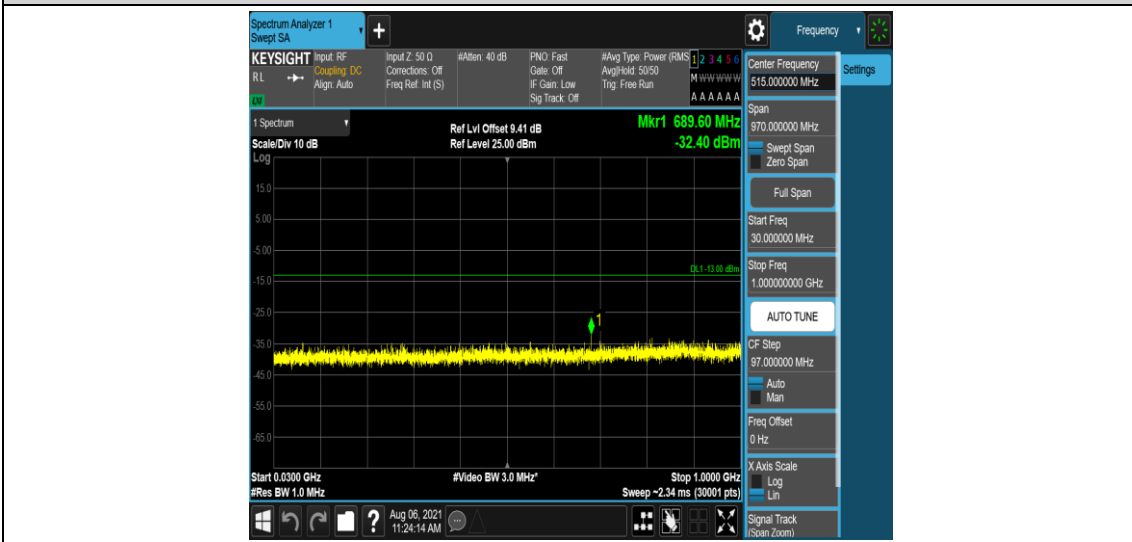 Spectrum Analyzer 1
Swept SA
+
Frequency
KEYSIGHT
RL
LXI
Input: RF
Coupling: DC
Align: Auto
Input Z: 50 Ω
Corrections: Off
Freq Ref: Int (S)
#Atten: 40 dB
PNO: Fast
Gate: Off
IF Gain: Low
Sig Track: Off
#Avg Type: Power (RMS
Avg|Hold: 50/50
Trig: Free Run
1 2 3 4 5 6
M W W W W W
A A A A A A
Center Frequency
515.000000 MHz
Settings
1 Spectrum
Scale/Div 10 dB
Log
Ref Lvl Offset 9.41 dB
Ref Level 25.00 dBm
Mkr1 689.60 MHz
-32.40 dBm
15.0
5.00
-5.00
-15.0
-25.0
-35.0
-45.0
-55.0
-65.0
DL1 -13.00 dBm
1
Start 0.0300 GHz
#Res BW 1.0 MHz
#Video BW 3.0 MHz*
Stop 1.0000 GHz
Sweep ~2.34 ms (30001 pts)
Span
970.000000 MHz
Swept Span
Zero Span
Full Span
Start Freq
30.000000 MHz
Stop Freq
1.000000000 GHz
AUTO TUNE
CF Step
97.000000 MHz
Auto
Man
Freq Offset
0 Hz
X Axis Scale
Log
Lin
Signal Track
(Span Zoom)
?
Aug 06, 2021
11:24:14 AM